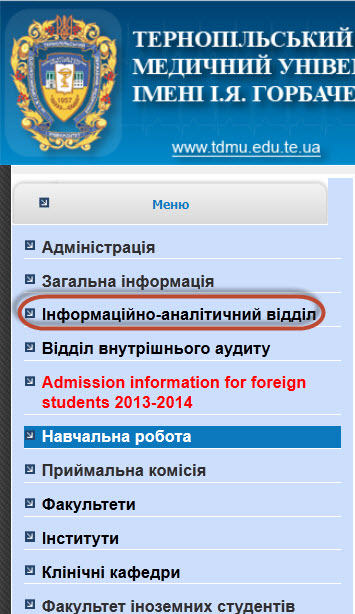 ТЕРНОПІЛЬСЬКИЙ
МЕДИЧНИЙ УНІВЕ
ІМЕНІ І.Я. ГОРБАЧЕ
1957
www.tdmu.edu.te.ua
Меню
Адміністрація
Загальна інформація
Інформаційно-аналітичний відділ
Відділ внутрішнього аудиту
Admission information for foreign
students 2013-2014
Навчальна робота
Приймальна комісія
Факультети
Інститути
Клінічні кафедри
Факультет іноземних студентів